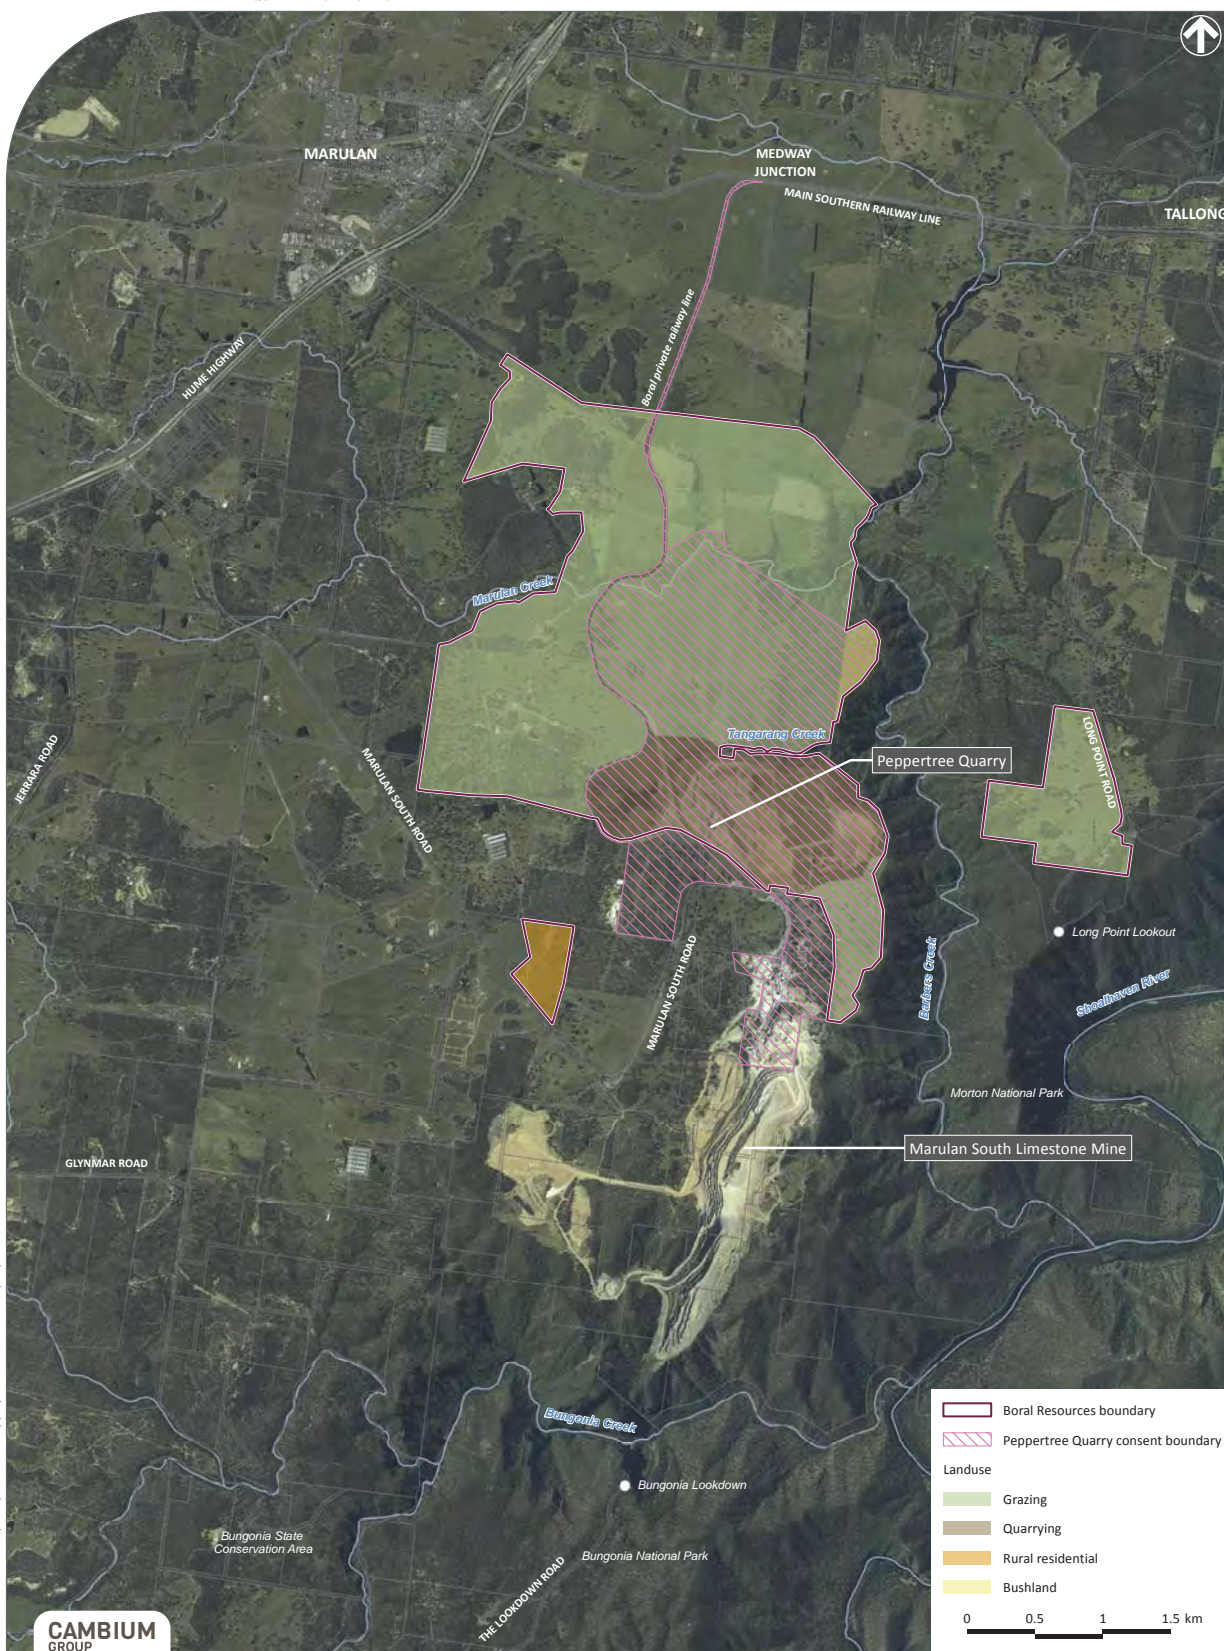 MARULAN
MEDWAY
JUNCTION
MAIN SOUTHERN RAILWAY LINE
TALLONG
HUME HIGHWAY
Boral private railway line
Marulan Creek
Tangarang Creek
Peppertree Quarry
LONG POINT ROAD
JERRARA ROAD
MARULAN SOUTH ROAD
Long Point Lookout
Barbers Creek
Shoalhaven River
MARULAN SOUTH ROAD
Morton National Park
Marulan South Limestone Mine
GLYNMAR ROAD
Bungonia Creek
Bungonia Lookdown
Bungonia State
Conservation Area
Bungonia National Park
THE LOOKDOWN ROAD
Boral Resources boundary
Peppertree Quarry consent boundary
Landuse
Grazing
Quarrying
Rural residential
Bushland
0 0.5 1 1.5 km
CAMBIUM
GROUP